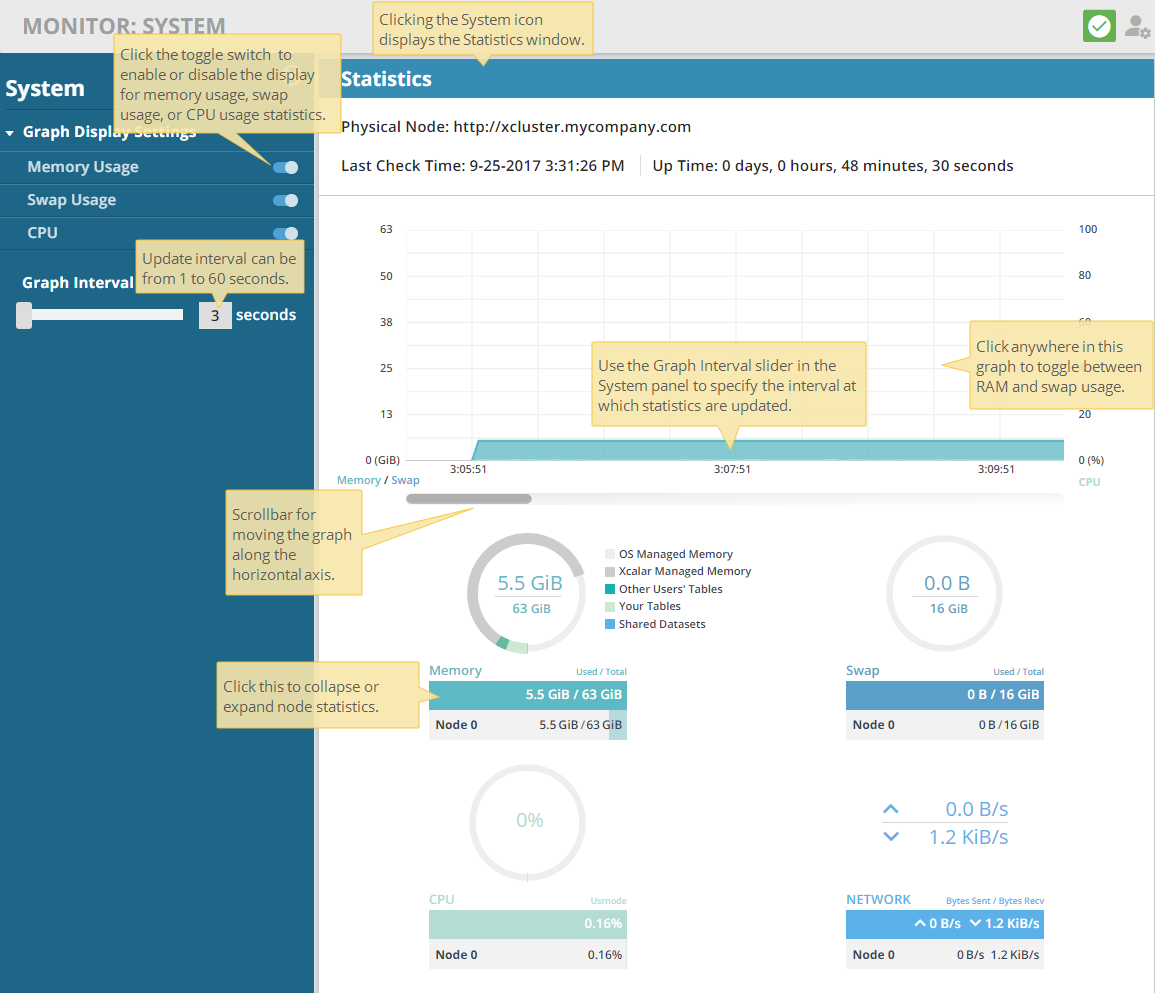 MONITOR: SYSTEM
Clicking the System icon
displays the Statistics window.
Click the toggle switch to
enable or disable the display
for memory usage, swap
usage, or CPU usage statistics.
System
Graph Display Settings
Memory Usage
Swap Usage
CPU
Update interval can be
from 1 to 60 seconds.
Graph Interval
3 seconds
Statistics
Physical Node: http://xcluster.mycompany.com
Last Check Time: 9-25-2017 3:31:26 PM
Up Time: 0 days, 0 hours, 48 minutes, 30 seconds
63
50
38
25
13
0 (GiB)
100
80
60
20
0 (%)
Click anywhere in this
graph to toggle between
RAM and swap usage.
Use the Graph Interval slider in the
System panel to specify the interval at
which statistics are updated.
3:05:51
3:07:51
3:09:51
Memory / Swap
CPU
Scrollbar for
moving the graph
along the
horizontal axis.
5.5 GiB
63 GiB
OS Managed Memory
Xcalar Managed Memory
Other Users' Tables
Your Tables
Shared Datasets
0.0 B
16 GiB
Click this to collapse or
expand node statistics.
Memory Used / Total
5.5 GiB / 63 GiB
Node 0 5.5 GiB / 63 GiB
Swap Used / Total
0 B / 16 GiB
Node 0 0 B / 16 GiB
0%
0.0 B/s
1.2 KiB/s
CPU Usrnode
0.16%
Node 0 0.16%
NETWORK Bytes Sent / Bytes Recv
0 B/s 1.2 KiB/s
Node 0 0 B/s 1.2 KiB/s